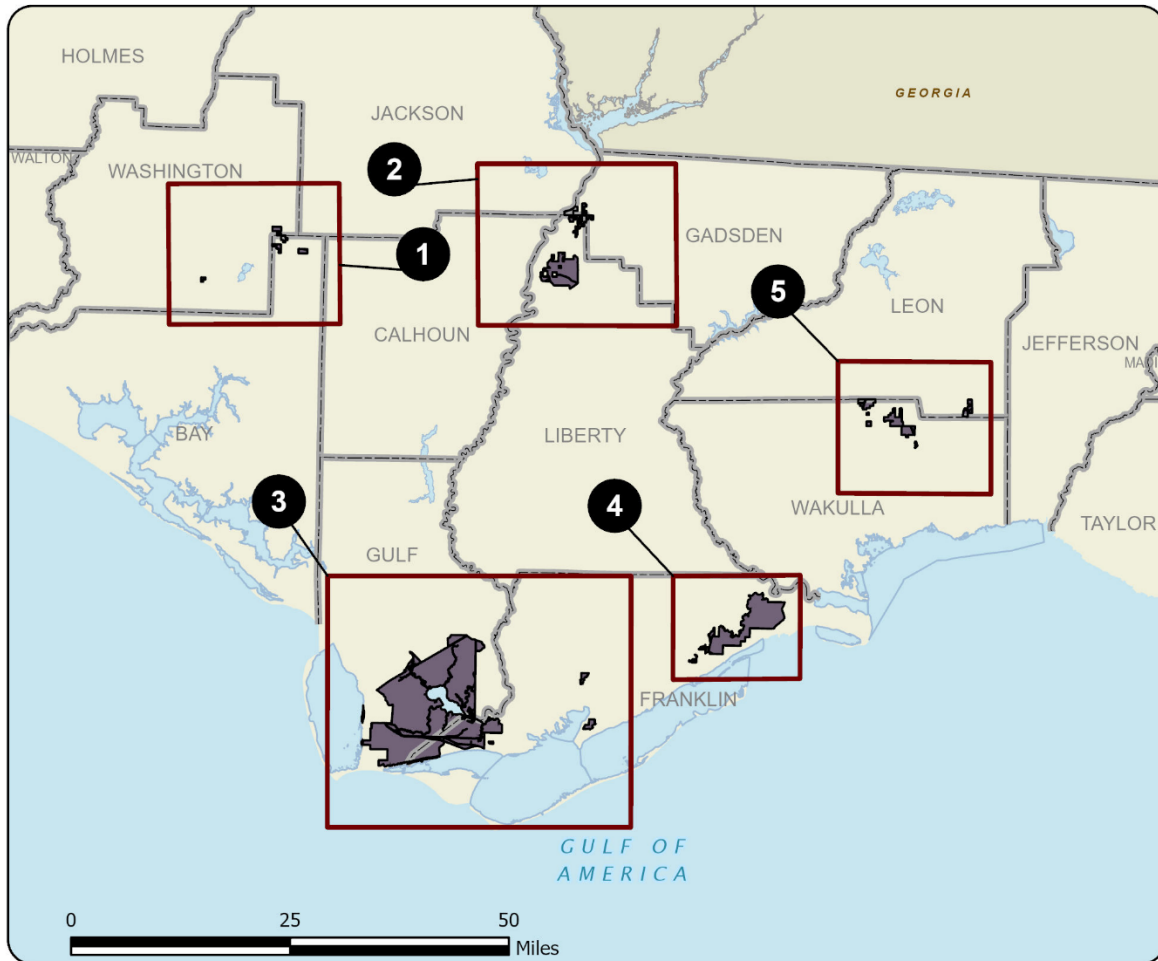 HOLMES
GEORGIA
JACKSON
WALTON
WASHINGTON
2
GADSDEN
1
5
LEON
CALHOUN
JEFFERSON
MADI
BAY
LIBERTY
3
4
WAKULLA
TAYLOR
GULF
FRANKLIN
GULF OF
AMERICA
0 25 50
Miles